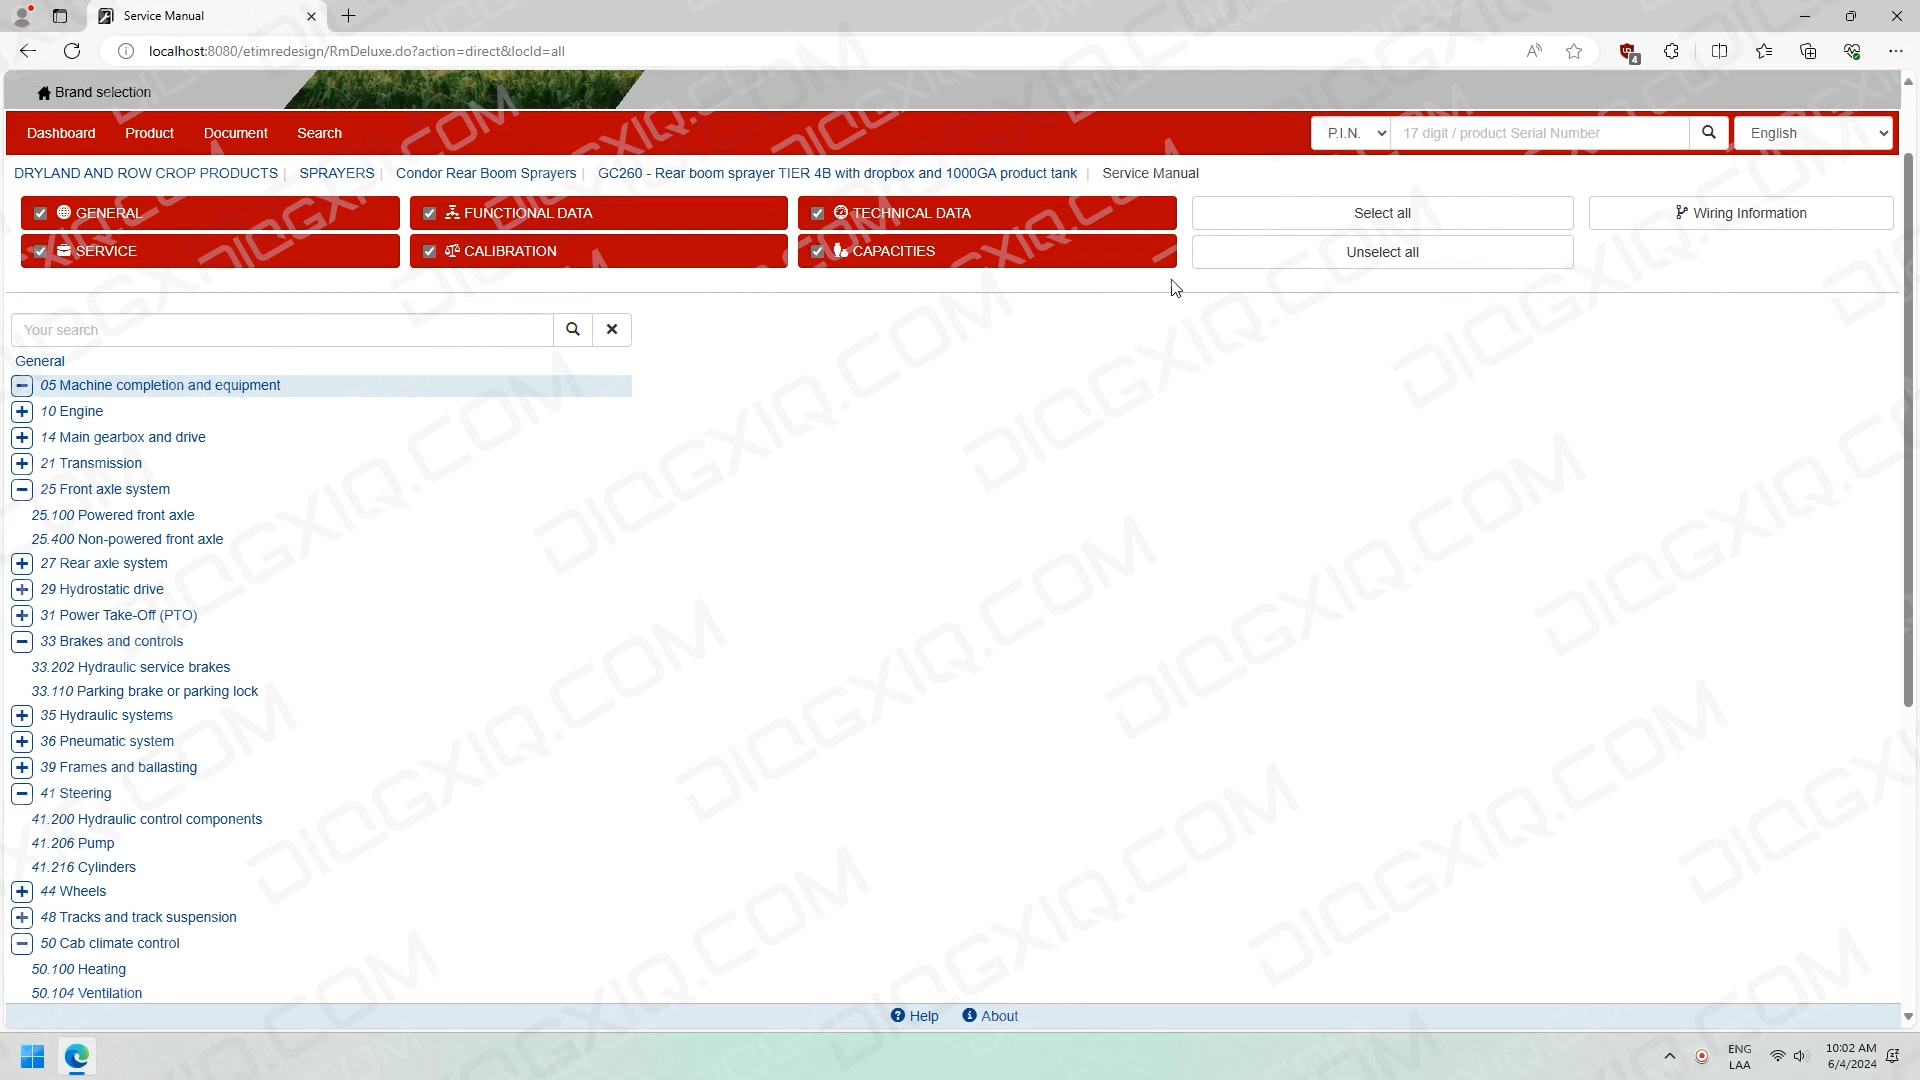 Service Manual
localhost:8080/etimredesign/RmDeluxe.do?action=direct&locId=all
4
Brand selection
Dashboard Product Document Search P.I.N. 17 digit / product Serial Number English
DRYLAND AND ROW CROP PRODUCTS | SPRAYERS | Condor Rear Boom Sprayers | GC260 - Rear boom sprayer TIER 4B with dropbox and 1000GA product tank | Service Manual
GENERAL FUNCTIONAL DATA TECHNICAL DATA Select all Wiring Information
SERVICE CALIBRATION CAPACITIES Unselect all
Your search
General
05 Machine completion and equipment
10 Engine
14 Main gearbox and drive
21 Transmission
25 Front axle system
25.100 Powered front axle
25.400 Non-powered front axle
27 Rear axle system
29 Hydrostatic drive
31 Power Take-Off (PTO)
33 Brakes and controls
33.202 Hydraulic service brakes
33.110 Parking brake or parking lock
35 Hydraulic systems
36 Pneumatic system
39 Frames and ballasting
41 Steering
41.200 Hydraulic control components
41.206 Pump
41.216 Cylinders
44 Wheels
48 Tracks and track suspension
50 Cab climate control
50.100 Heating
50.104 Ventilation
Help About
ENG
LAA
10:02 AM
6/4/2024
DIAGXIQ.COM